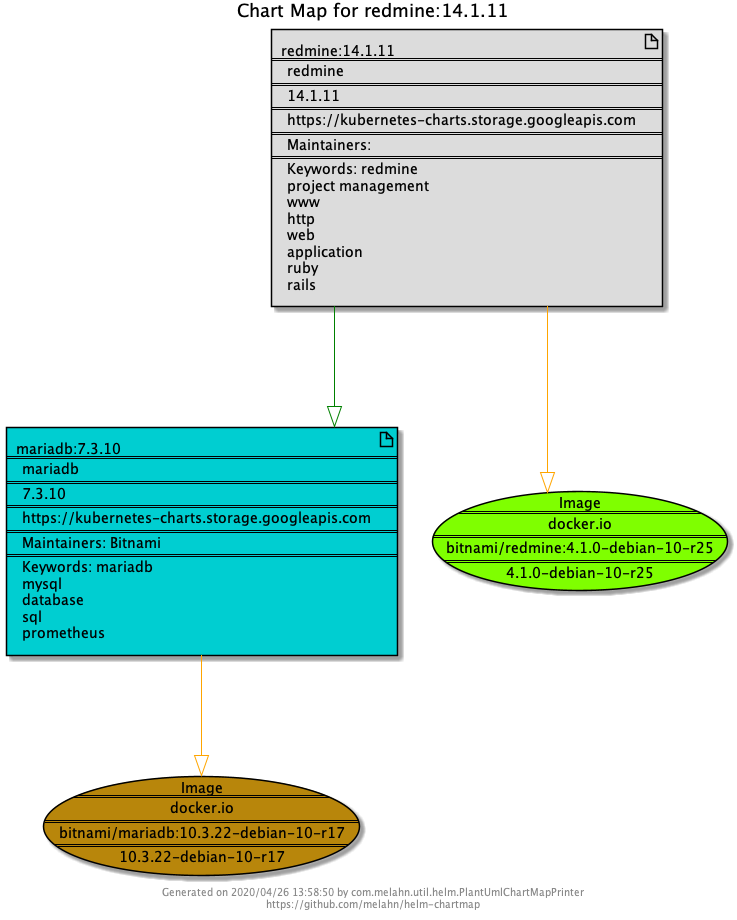 Chart Map for redmine:14.1.11
redmine:14.1.11
redmine
14.1.11
https://kubernetes-charts.storage.googleapis.com
Maintainers:
Keywords: redmine
project management
www
http
web
application
ruby
rails
mariadb:7.3.10
mariadb
7.3.10
https://kubernetes-charts.storage.googleapis.com
Maintainers: Bitnami
Keywords: mariadb
mysql
database
sql
prometheus
Image
docker.io
bitnami/redmine:4.1.0-debian-10-r25
4.1.0-debian-10-r25
Image
docker.io
bitnami/mariadb:10.3.22-debian-10-r17
10.3.22-debian-10-r17
Generated on 2020/04/26 13:58:50 by com.melahn.util.helm.PlantUmlChartMapPrinter
https://github.com/melahn/helm-chartmap